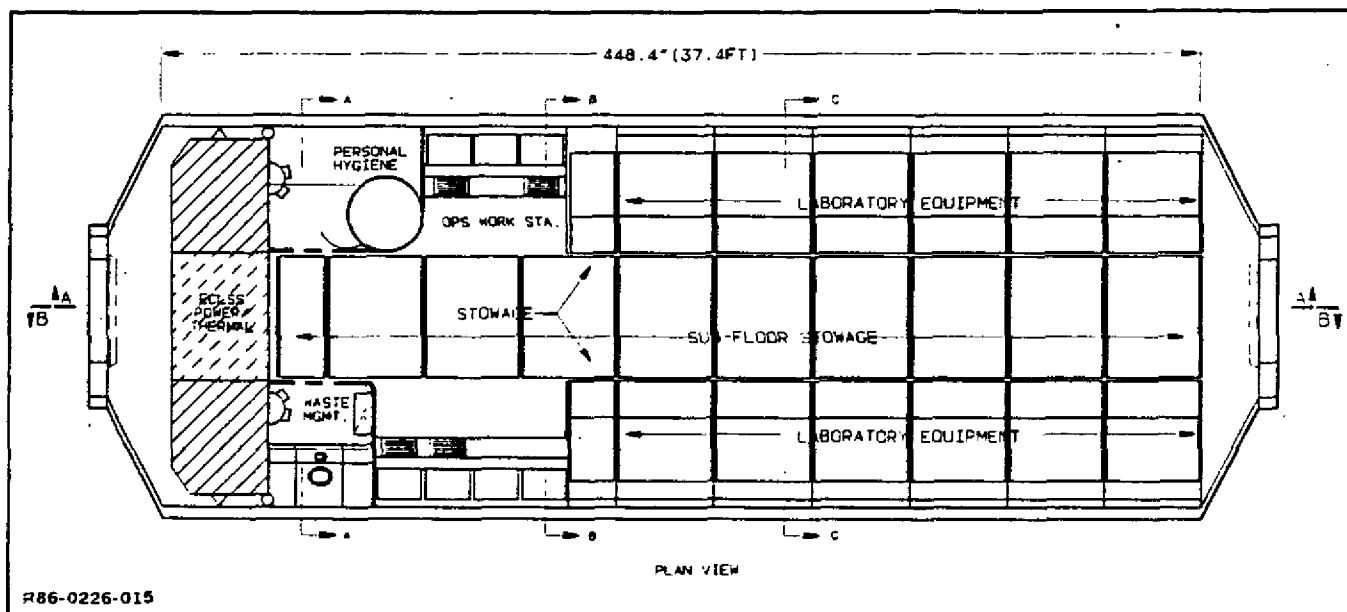 448.4"(37.4FT)
A
B
C
PERSONAL
HYGIENE
LABORATORY EQUIPMENT
OPS WORK STA.
ECLSS
POWER/
THERMAL
A
B
STOWAGE
SUB-FLOOR STOWAGE
A
B
WASTE
MGMT.
LABORATORY EQUIPMENT
A
B
C
PLAN VIEW
R86-0226-015